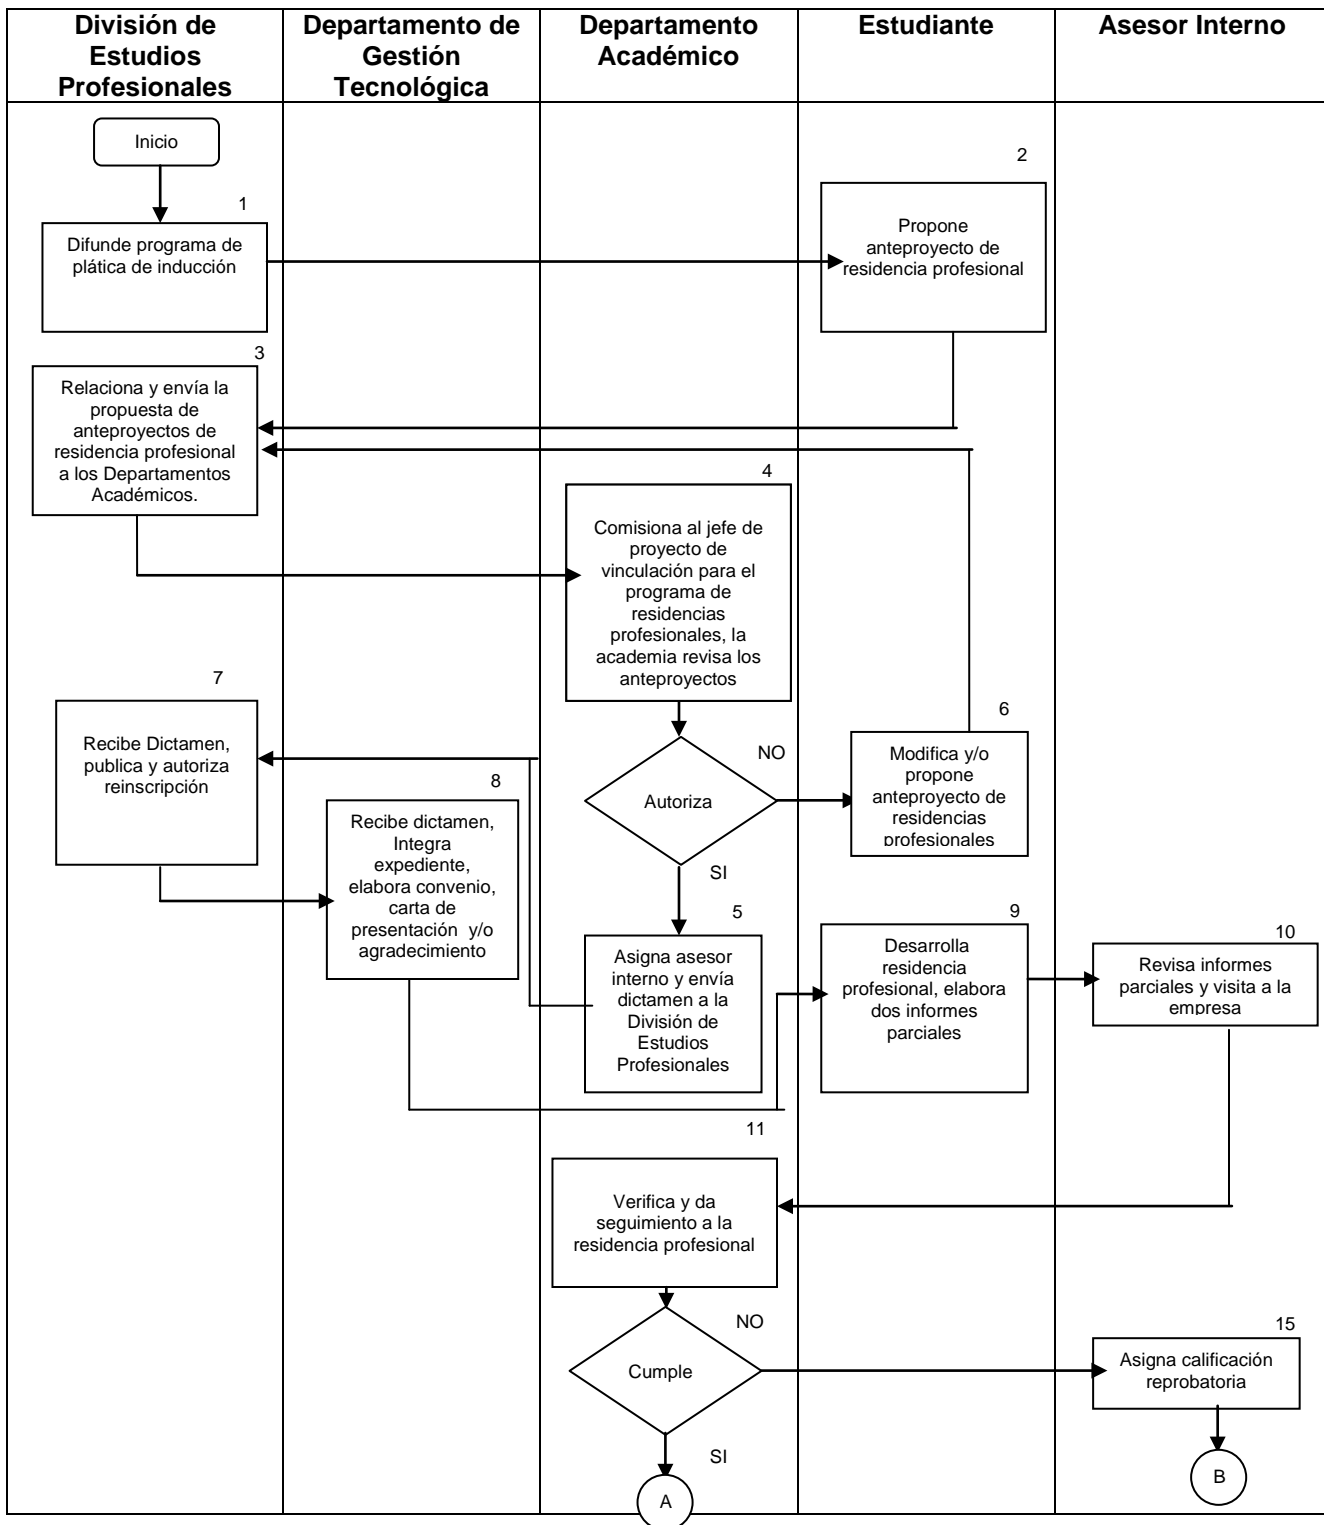 División de
Estudios
Profesionales
Departamento de
Gestión
Tecnológica
Departamento
Académico
Estudiante
Asesor Interno
Inicio
1
Difunde programa de
plática de inducción
2
Propone
anteproyecto de
residencia profesional
3
Relaciona y envía la
propuesta de
anteproyectos de
residencia profesional
a los Departamentos
Académicos.
4
Comisiona al jefe de
proyecto de
vinculación para el
programa de
residencias
profesionales, la
academia revisa los
anteproyectos
Autoriza
NO
SI
6
Modifica y/o
propone
anteproyecto de
residencias
profesionales
7
Recibe Dictamen,
publica y autoriza
reinscripción
8
Recibe dictamen,
Integra
expediente,
elabora convenio,
carta de
presentación y/o
agradecimiento
5
Asigna asesor
interno y envía
dictamen a la
División de
Estudios
Profesionales
9
Desarrolla
residencia
profesional, elabora
dos informes
parciales
10
Revisa informes
parciales y visita a la
empresa
11
Verifica y da
seguimiento a la
residencia profesional
Cumple
NO
SI
15
Asigna calificación
reprobatoria
A
B